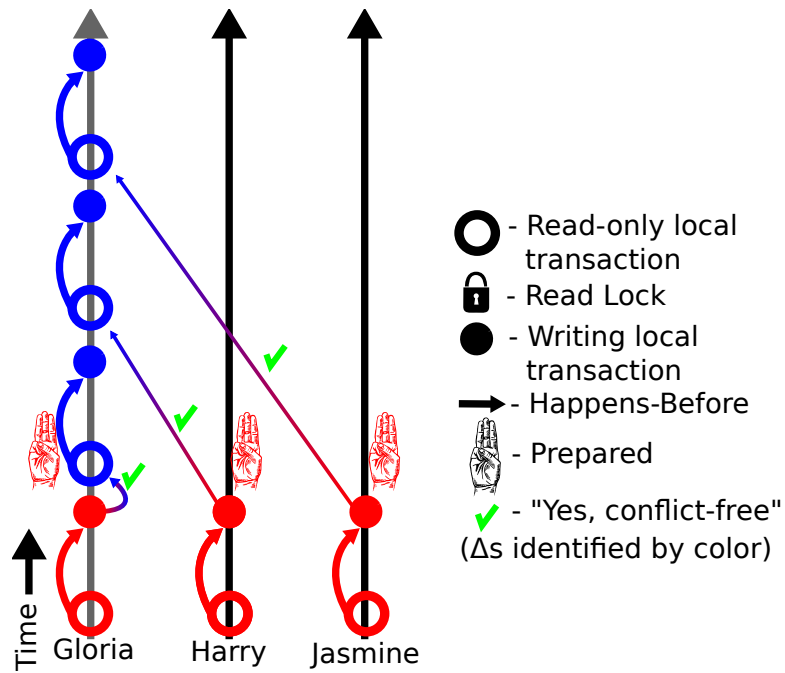 - Read-only local
transaction
- Read Lock
- Writing local
transaction
- Happens-Before
- Prepared
- "Yes, conflict-free"
(Δs identified by color)
Time
Gloria
Harry
Jasmine